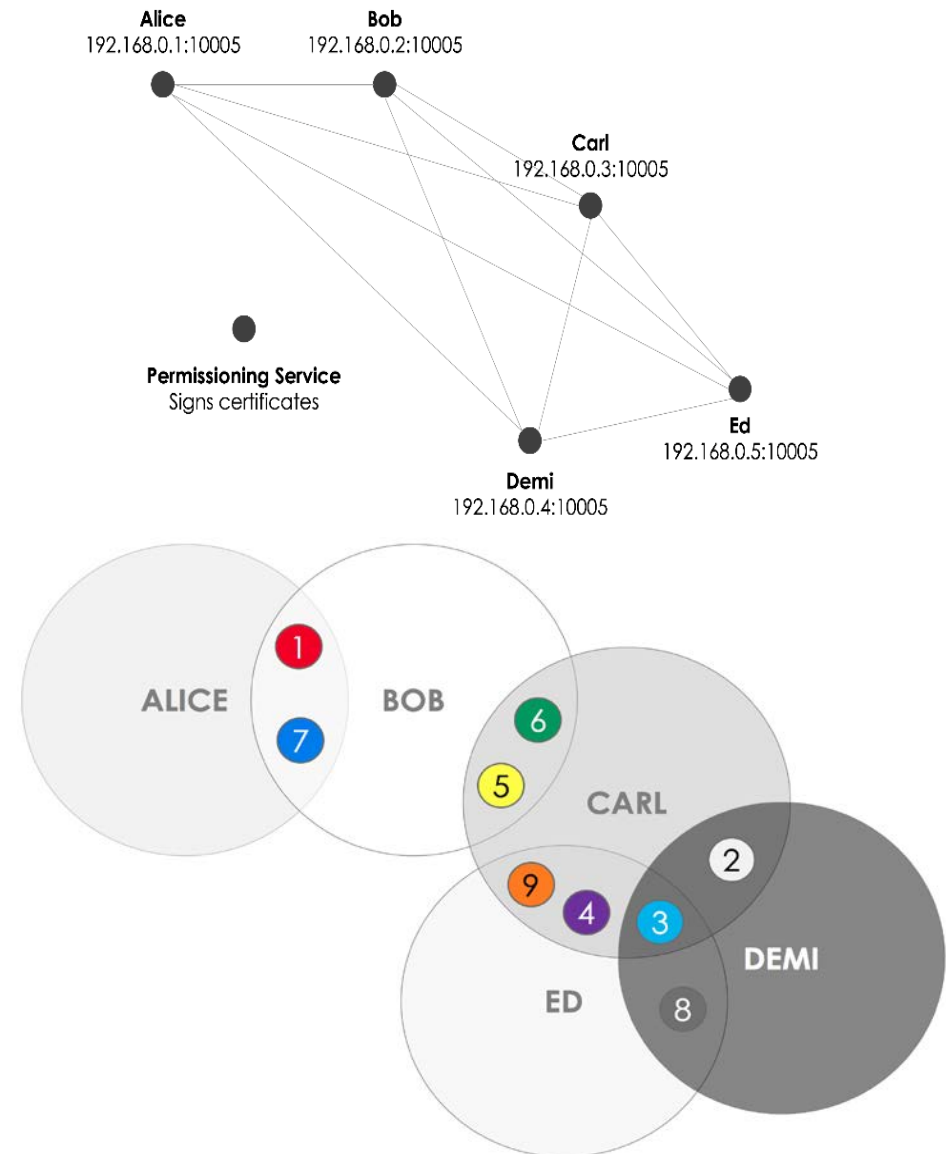 Alice
192.168.0.1:10005
Bob
192.168.0.2:10005
Carl
192.168.0.3:10005
Permissioning Service
Signs certificates
Ed
192.168.0.5:10005
Demi
192.168.0.4:10005
1
ALICE
BOB
6
7
5
CARL
2
9
4
3
DEMI
ED
8